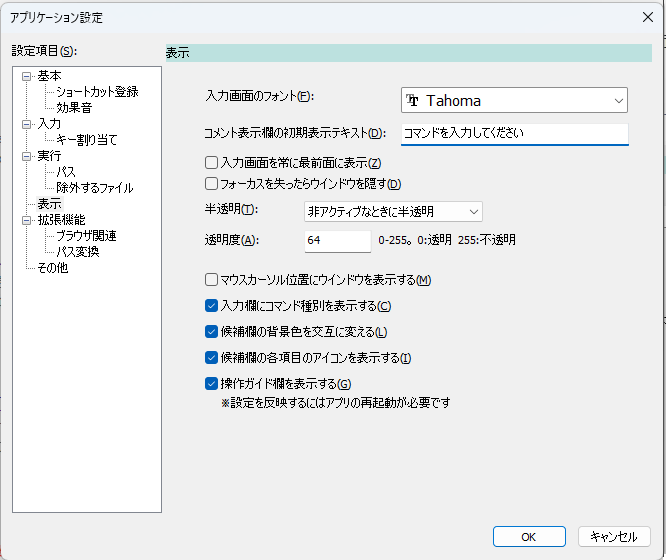 アプリケーション設定
設定項目(S):
基本
ショートカット登録
効果音
入力
キー割り当て
実行
パス
除外するファイル
表示
拡張機能
ブラウザ関連
パス変換
その他
表示
入力画面のフォント(F):
Tahoma
コメント表示欄の初期表示テキスト(D):
コマンドを入力してください
入力画面を常に最前面に表示(Z)
フォーカスを失ったらウインドウを隠す(D)
半透明(T):
非アクティブなときに半透明
透明度(A):
64
0-255。0:透明 255:不透明
マウスカーソル位置にウインドウを表示する(M)
入力欄にコマンド種別を表示する(C)
候補欄の背景色を交互に変える(L)
候補欄の各項目のアイコンを表示する(I)
操作ガイド欄を表示する(G)
※設定を反映するにはアプリの再起動が必要です
OK
キャンセル